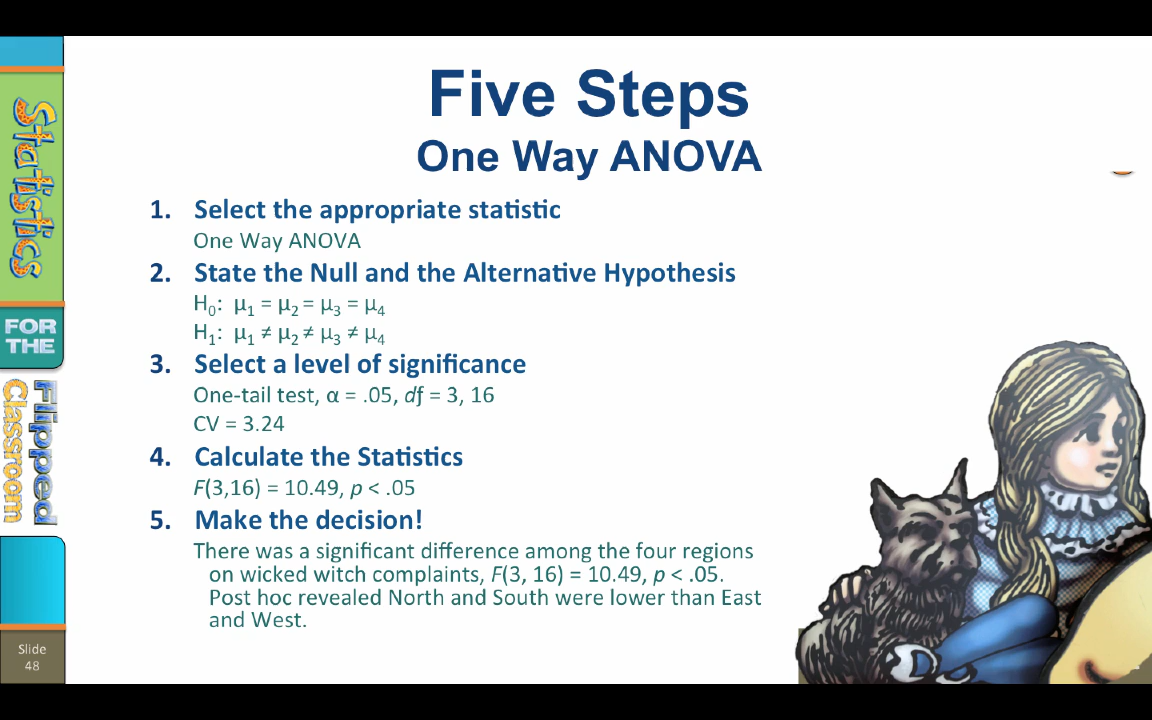 Five Steps
One Way ANOVA
1. Select the appropriate statistic
One Way ANOVA
2. State the Null and the Alternative Hypothesis
H₀: µ₁ = µ₂ = µ₃ = µ₄
H₁: µ₁ ≠ µ₂ ≠ µ₃ ≠ µ₄
3. Select a level of significance
One-tail test, α = .05, df = 3, 16
CV = 3.24
4. Calculate the Statistics
F(3,16) = 10.49, p < .05
5. Make the decision!
There was a significant difference among the four regions
on wicked witch complaints, F(3, 16) = 10.49, p < .05.
Post hoc revealed North and South were lower than East
and West.
Statistics
FOR
THE
Flipped
Classroom
Slide
48